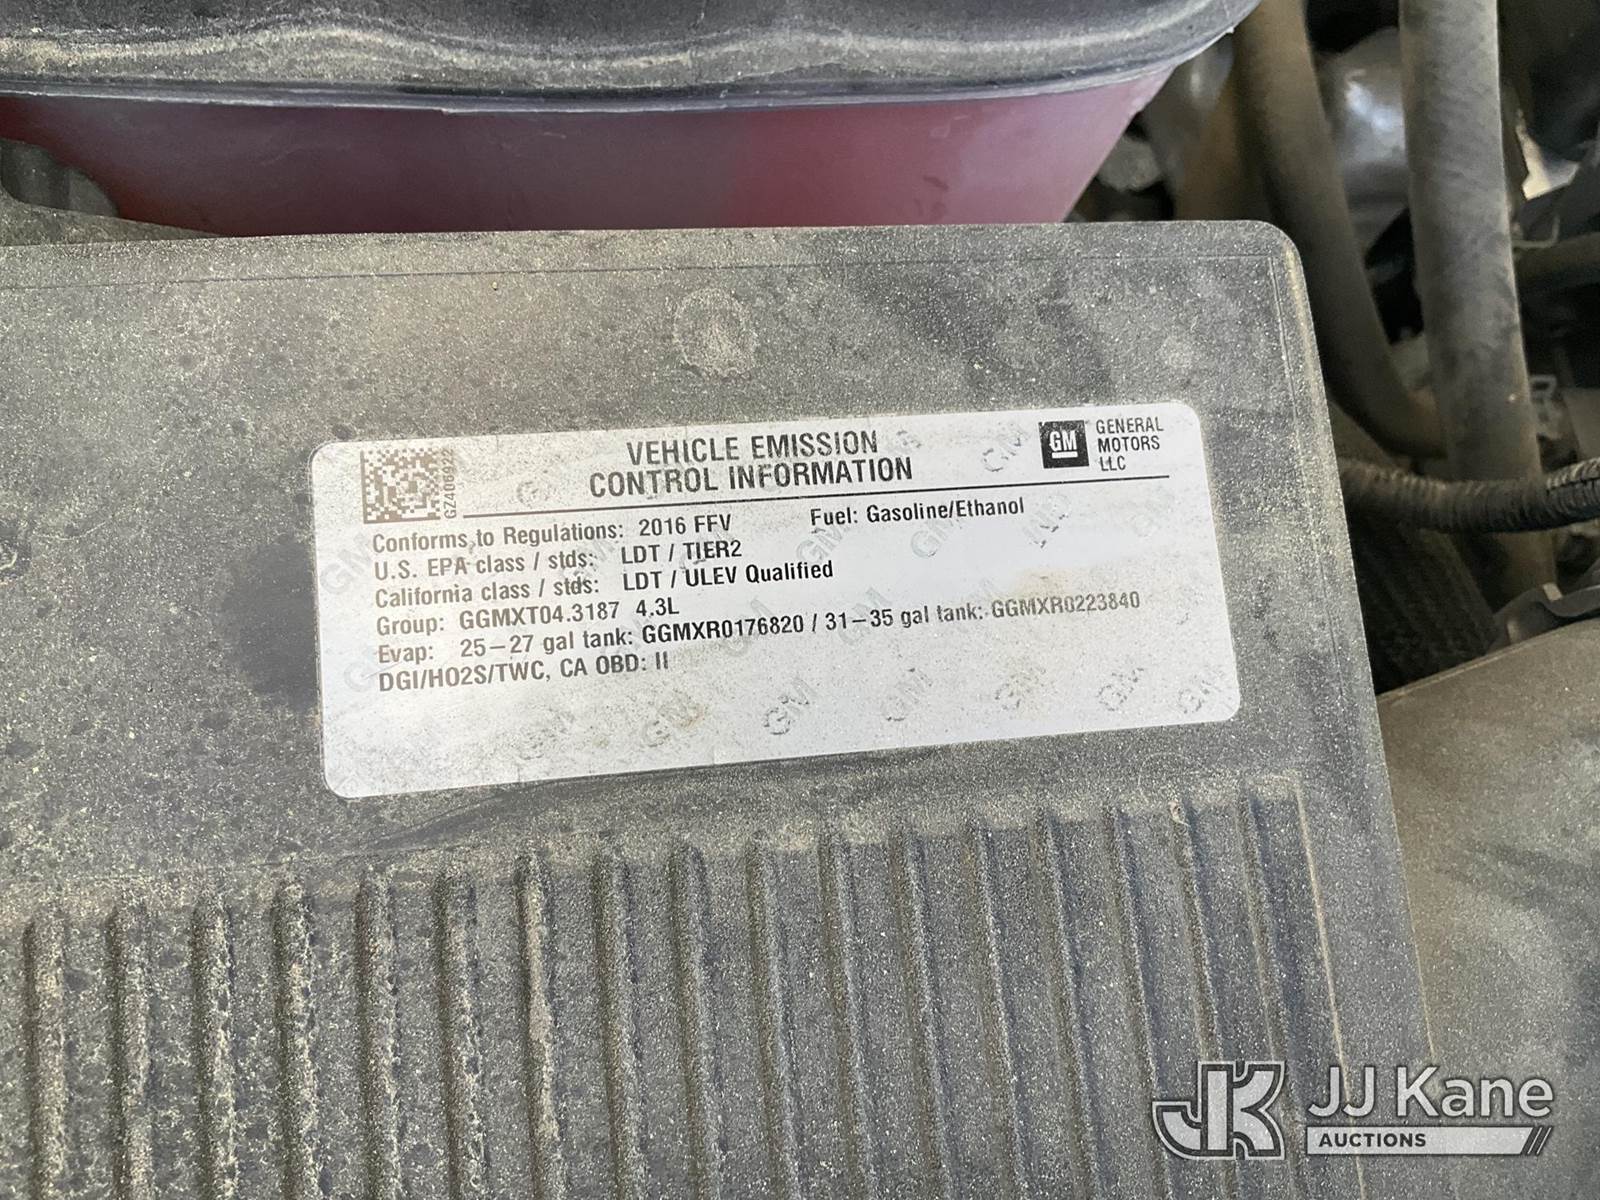 VEHICLE EMISSION
CONTROL INFORMATION
GM
GENERAL
MOTORS
LLC
GZ406922
Conforms to Regulations: 2016 FFV Fuel: Gasoline/Ethanol
U.S. EPA class / stds: LDT / TIER2
California class / stds: LDT / ULEV Qualified
Group: GGMXT04.3187 4.3L
Evap: 25-27 gal tank: GGMXR0176820 / 31-35 gal tank: GGMXR0223840
DGI/HO2S/TWC, CA OBD: II
JK JJ Kane
AUCTIONS